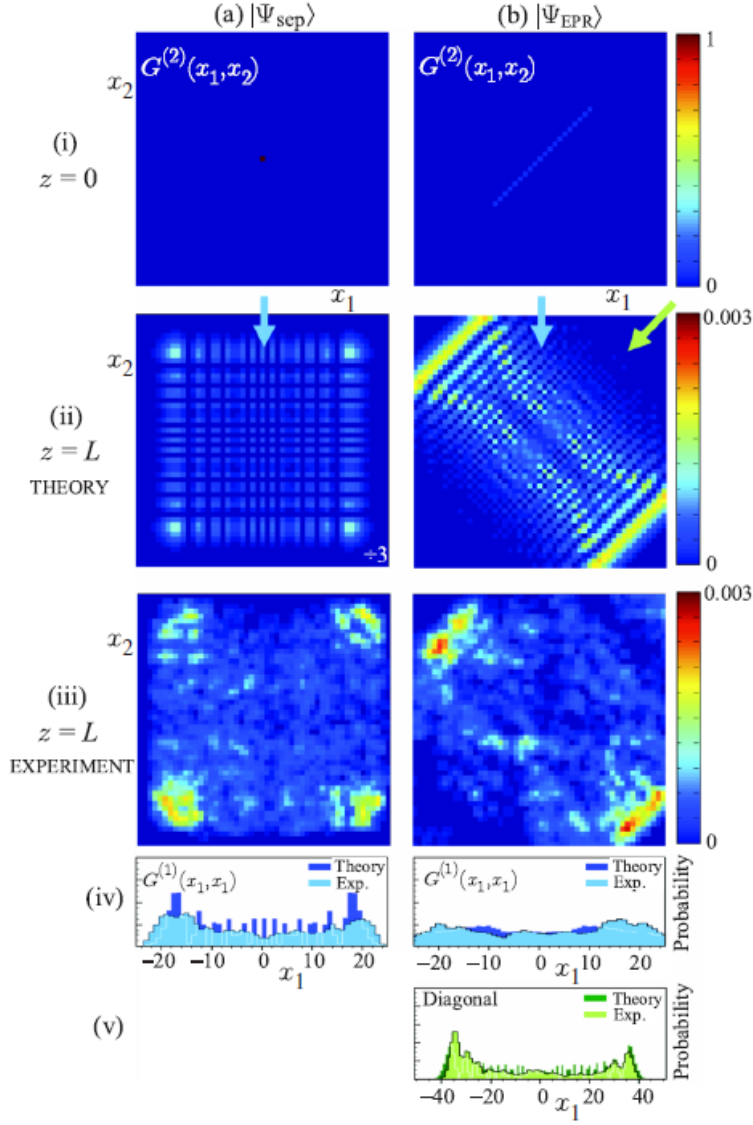 (a) |Ψsep⟩ (b) |ΨEPR⟩
G(2)(x1,x2) G(2)(x1,x2) 1
x2
(i)
z = 0
0
x1 x1
0.003
x2
(ii)
z = L
THEORY
÷3 0
0.003
x2
(iii)
z = L
EXPERIMENT
0
(iv) G(1)(x1,x1) Theory Exp. G(1)(x1,x1) Theory Exp. Probability
−20 −10 0 10 20 −20 −10 0 10 20
x1 x1
(v) Diagonal Theory Exp. Probability
−40 −20 0 20 40
x1